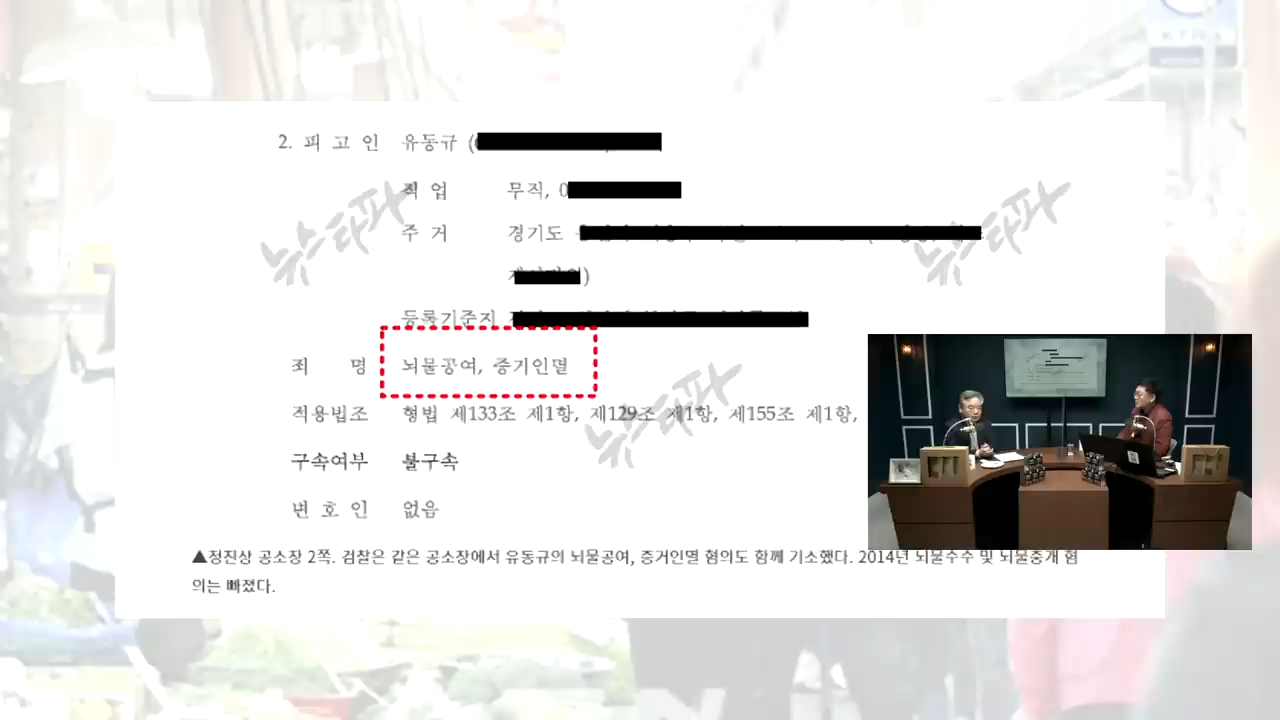 2. 피 고 인 유동규 (
직 업 무직, 0
주 거 경기도
)
등록기준지
죄 명 뇌물공여, 증거인멸
적용법조 형법 제133조 제1항, 제129조 제1항, 제155조 제1항,
구속여부 불구속
변 호 인 없음
▲정진상 공소장 2쪽. 검찰은 같은 공소장에서 유동규의 뇌물공여, 증거인멸 혐의도 함께 기소했다. 2014년 뇌물수수 및 뇌물중개 혐
의는 빠졌다.
뉴스타파
뉴스타파
뉴스타파